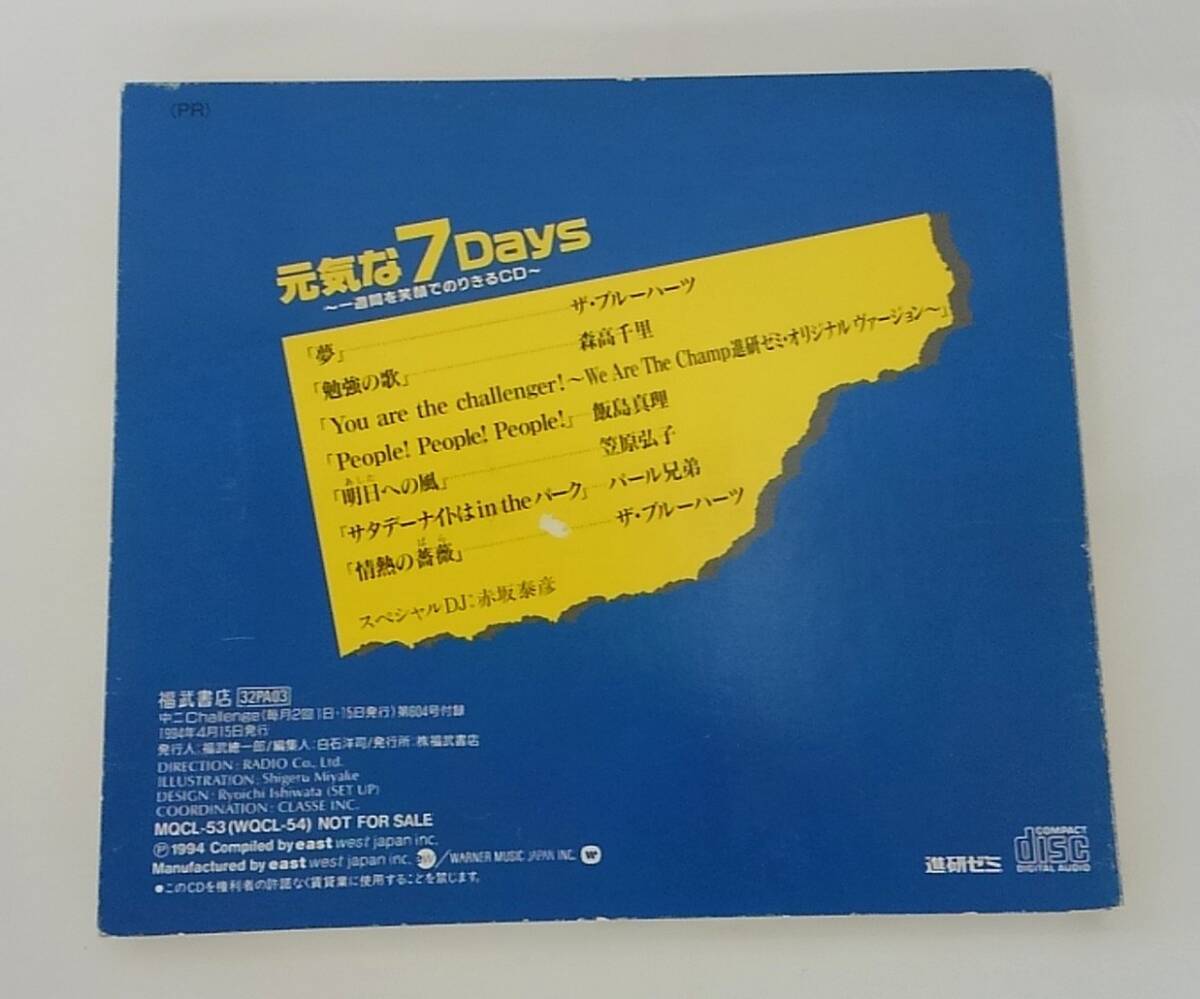 (PR)
元気な7Days
～一週間を笑顔でのりきるCD～
「夢」 ザ・ブルーハーツ
「勉強の歌」 森高千里
「You are the challenger!～We Are The Champ進研ゼミ・オリジナルヴァージョン～」
「People! People! People!」 飯島真理
あした
「明日への風」 笠原弘子
「サタデーナイトはin theパーク」 パール兄弟
ばら
「情熱の薔薇」 ザ・ブルーハーツ
スペシャルDJ:赤坂泰彦
福武書店 32PA03
中二Challenge(毎月2回1日・15日発行)第604号付録
1994年4月15日発行
発行人:福武總一郎/編集人:白石洋司/発行所:㈱福武書店
DIRECTION:RADIO Co., Ltd.
ILLUSTRATION:Shigeru Miyake
DESIGN:Ryoichi Ishiwata (SET UP)
COORDINATION:CLASSE INC.
MQCL-53(WQCL-54) NOT FOR SALE
℗1994 Compiled by east west japan inc.
Manufactured by east west japan inc. ew/WARNER MUSIC JAPAN INC.
●このCDを権利者の許諾なく賃貸業に使用することを禁じます。
進研ゼミ
COMPACT
disc
DIGITAL AUDIO